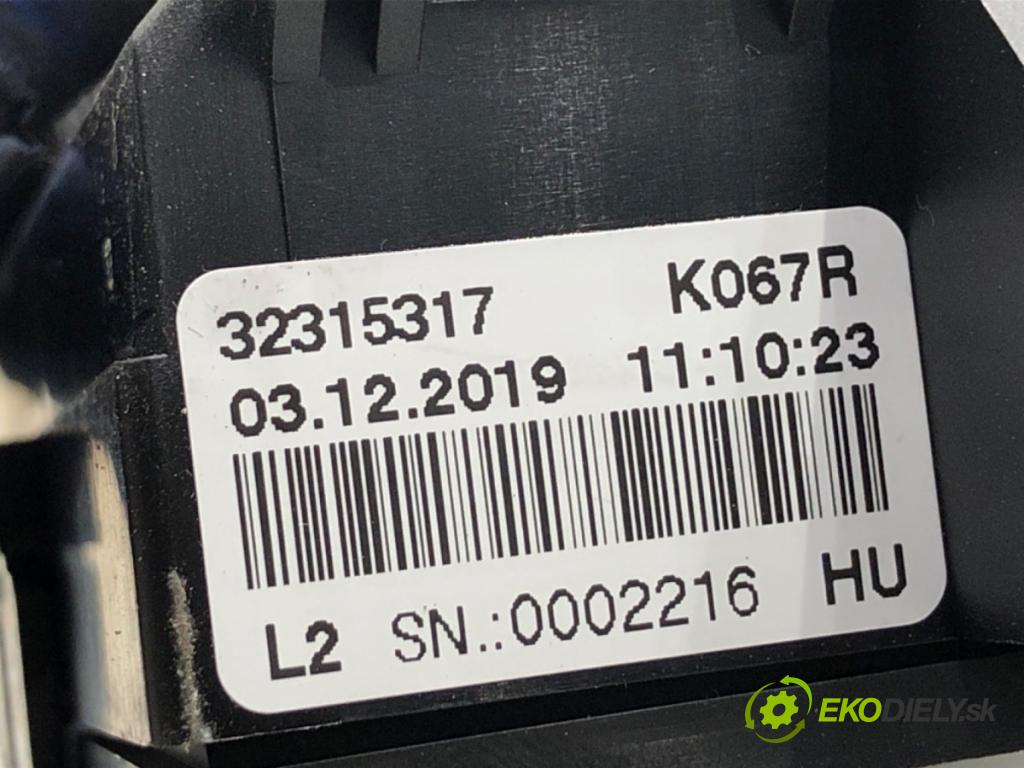 32315317 K067R
03.12.2019 11:10:23
L2 SN.:0002216 HU
EKODIELY.sk